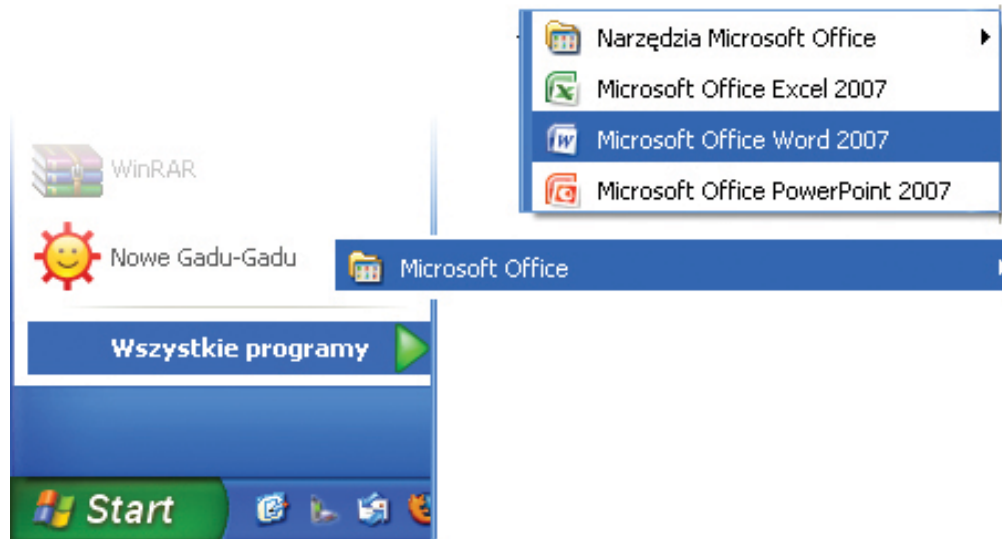 Narzędzia Microsoft Office
Microsoft Office Excel 2007
Microsoft Office Word 2007
Microsoft Office PowerPoint 2007
WinRAR
Nowe Gadu-Gadu
Microsoft Office
Wszystkie programy
Start